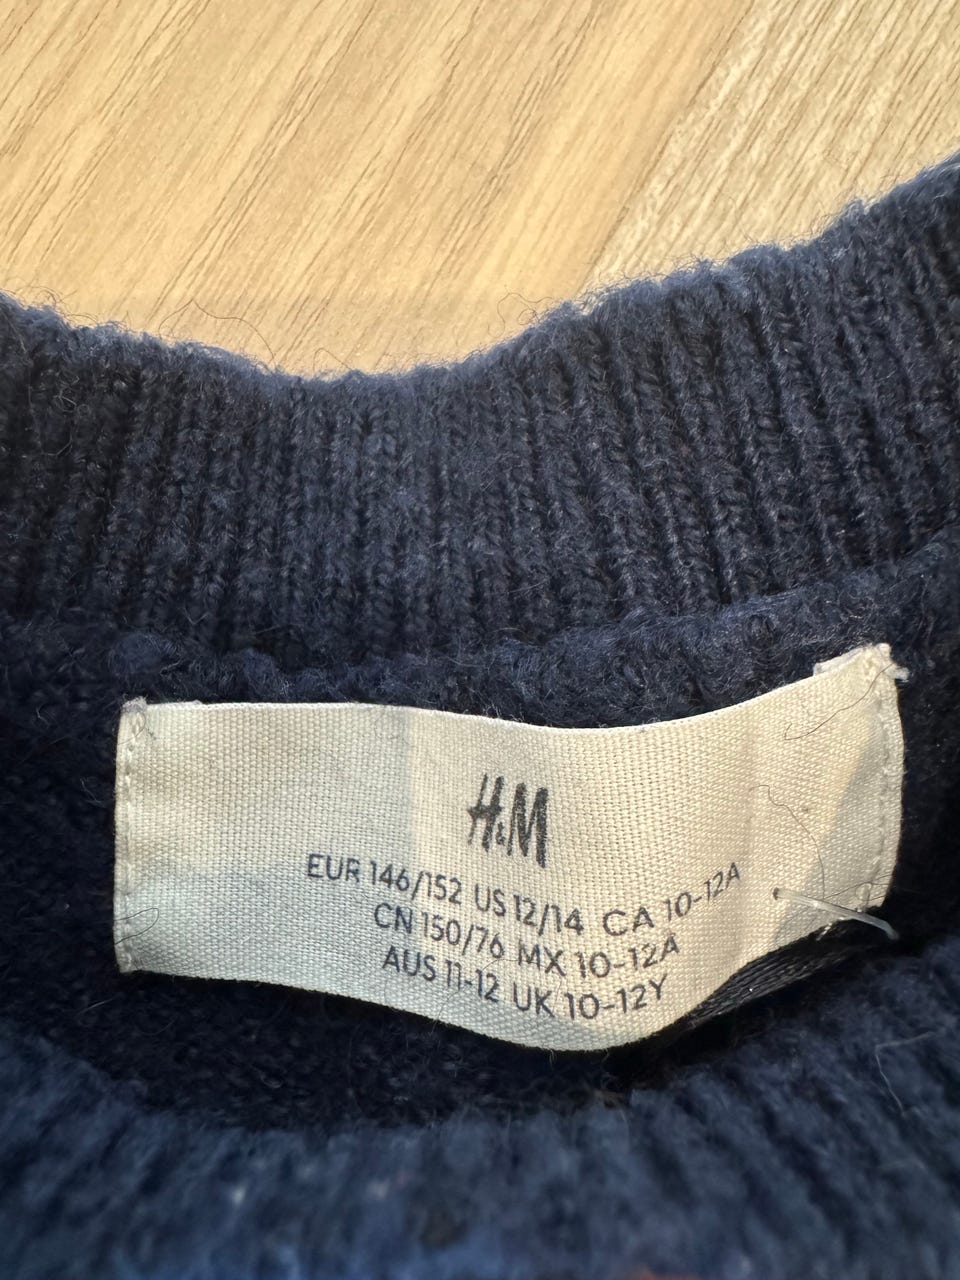 H&M
EUR 146/152 US 12/14 CA 10-12A
CN 150/76 MX 10-12A
AUS 11-12 UK 10-12Y